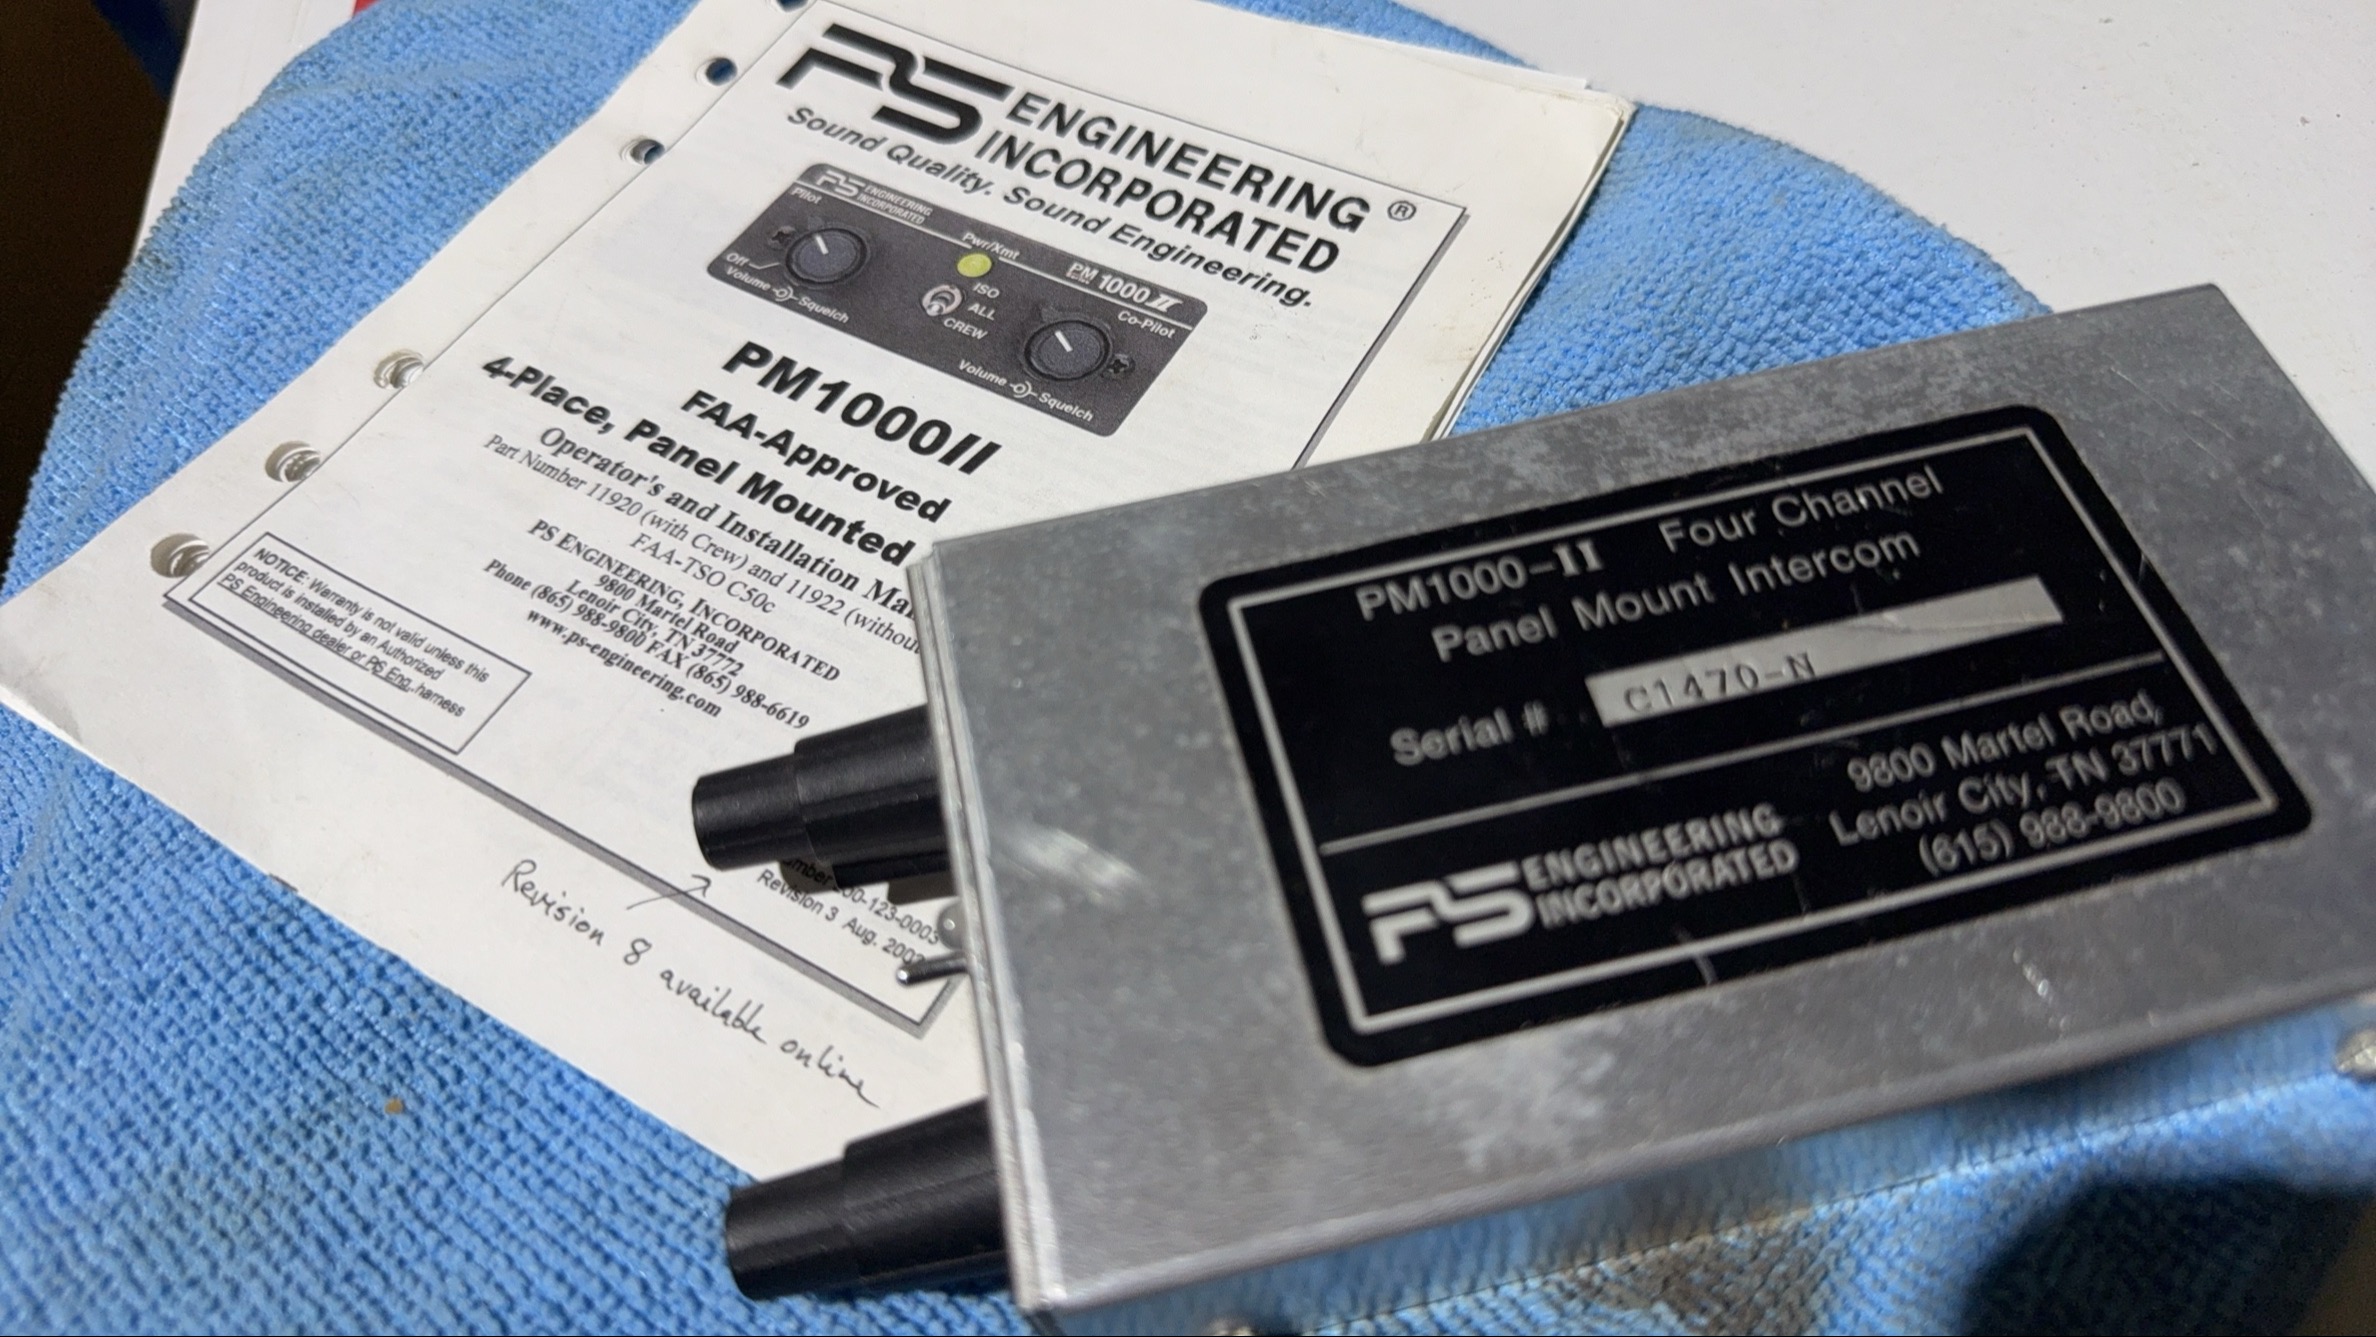 PS ENGINEERING
INCORPORATED ®
Sound Quality. Sound Engineering.
PS ENGINEERING
INCORPORATED
Pilot
Pwr/Xmt
PM 1000 II
Co-Pilot
Off
Volume Squelch
ISO
ALL
CREW
Volume Squelch
PM1000II
FAA-Approved
4-Place, Panel Mounted
Operator's and Installation
Part Number 11920 (with Crew) and 11922 (without
FAA-TSO C50c
PS ENGINEERING, INCORPORATED
9800 Martel Road
Lenoir City, TN 37772
Phone (865) 988-9800 FAX (865) 988-6619
www.ps-engineering.com
NOTICE: Warranty is not valid unless this
product is installed by an Authorized
PS Engineering dealer or PS Eng. harness
200-123-0003
Revision 3 Aug.
Revision 8 available online
PM1000-II Four Channel
Panel Mount Intercom
Serial # C1470-N
PS ENGINEERING
INCORPORATED
9800 Martel Road,
Lenoir City, TN 37771
(615) 988-9800